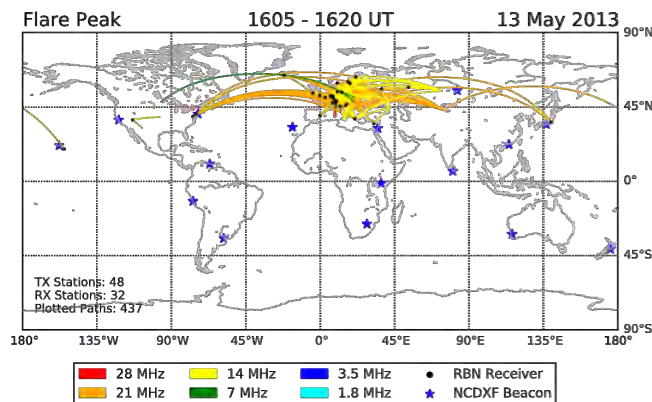 Flare Peak 1605 - 1620 UT 13 May 2013
90°N
45°N
0°
45°S
TX Stations: 48
RX Stations: 32
Plotted Paths: 437
90°S
180° 135°W 90°W 45°W 0° 45°E 90°E 135°E 180°
28 MHz 14 MHz 3.5 MHz RBN Receiver
21 MHz 7 MHz 1.8 MHz NCDXF Beacon